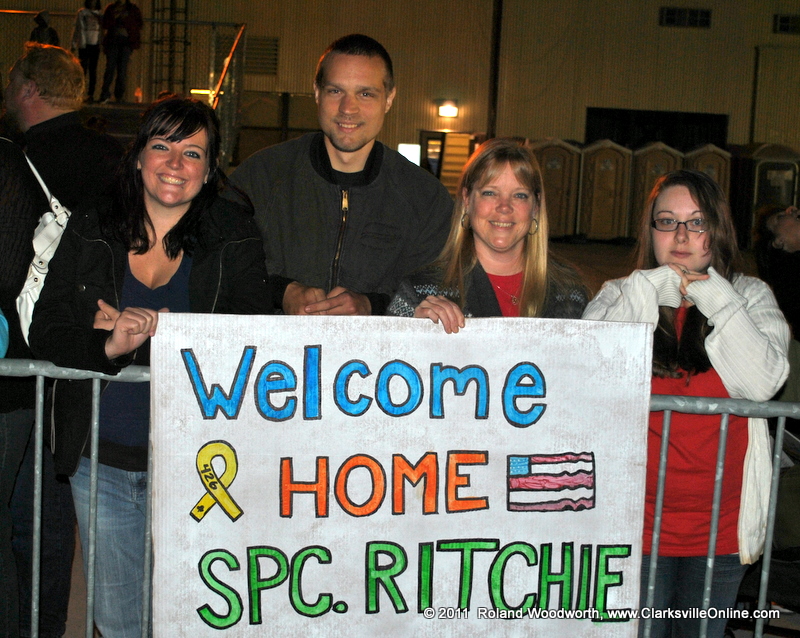 Welcome
426 HOME
SPC. RITCHIE
© 2011 Roland Woodworth, www.ClarksvilleOnline.com